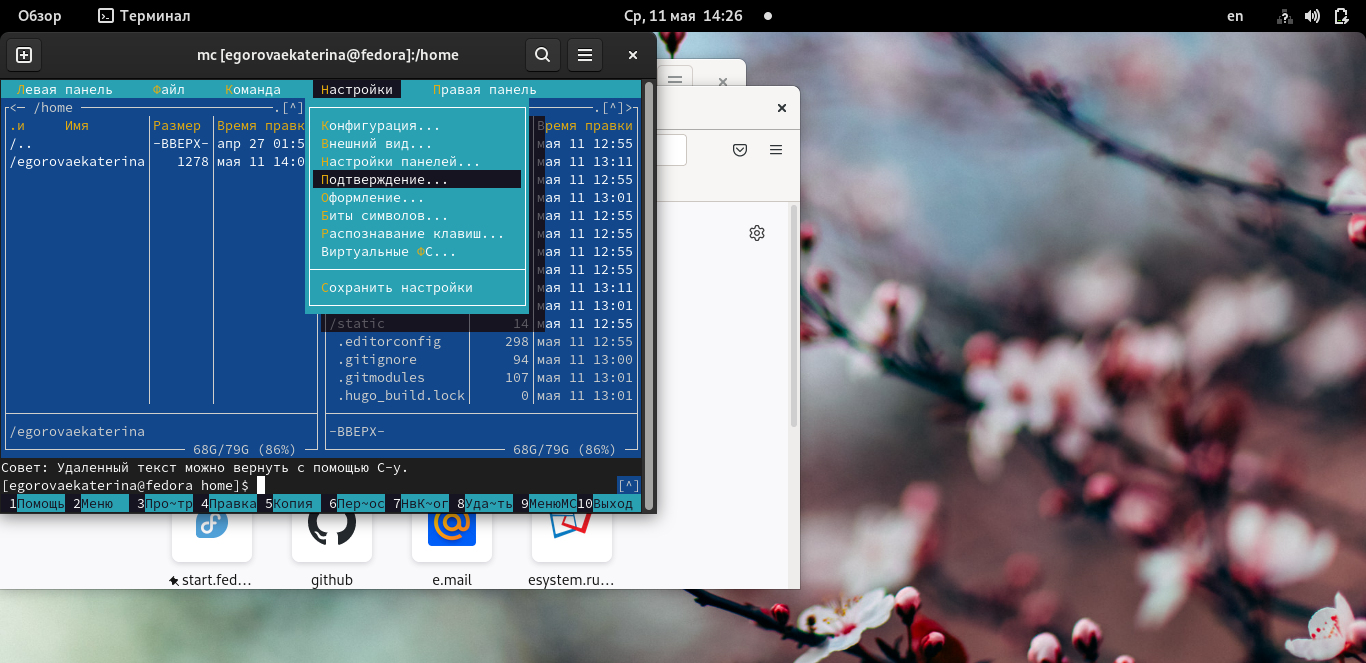 Обзор Терминал Ср, 11 мая 14:26 en
mc [egorovaekaterina@fedora]:/home
Левая панель Файл Команда Настройки Правая панель
<─ /home .[^] .[^]>
.и Имя Размер Время правк Время правки
/.. -ВВЕРХ- апр 27 01:5 мая 11 12:55
/egorovaekaterina 1278 мая 11 14:0 мая 11 13:11
Конфигурация...
Внешний вид...
Настройки панелей...
Подтверждение... мая 11 12:55
Оформление... мая 11 13:01
Биты символов... мая 11 12:55
Распознавание клавиш... мая 11 12:55
Виртуальные ФС... мая 11 12:55
мая 11 12:55
Сохранить настройки мая 11 13:11
мая 11 13:01
/static 14 мая 11 12:55
.editorconfig 298 мая 11 12:55
.gitignore 94 мая 11 13:00
.gitmodules 107 мая 11 13:01
.hugo_build.lock 0 мая 11 13:01
/egorovaekaterina -ВВЕРХ-
68G/79G (86%) 68G/79G (86%)
Совет: Удаленный текст можно вернуть с помощью C-y.
[egorovaekaterina@fedora home]$ [^]
1Помощь 2Меню 3Про~тр 4Правка 5Копия 6Пер~ос 7НвК~ог 8Уда~ть 9МенюMC 10Выход
start.fed... github e.mail esystem.ru...